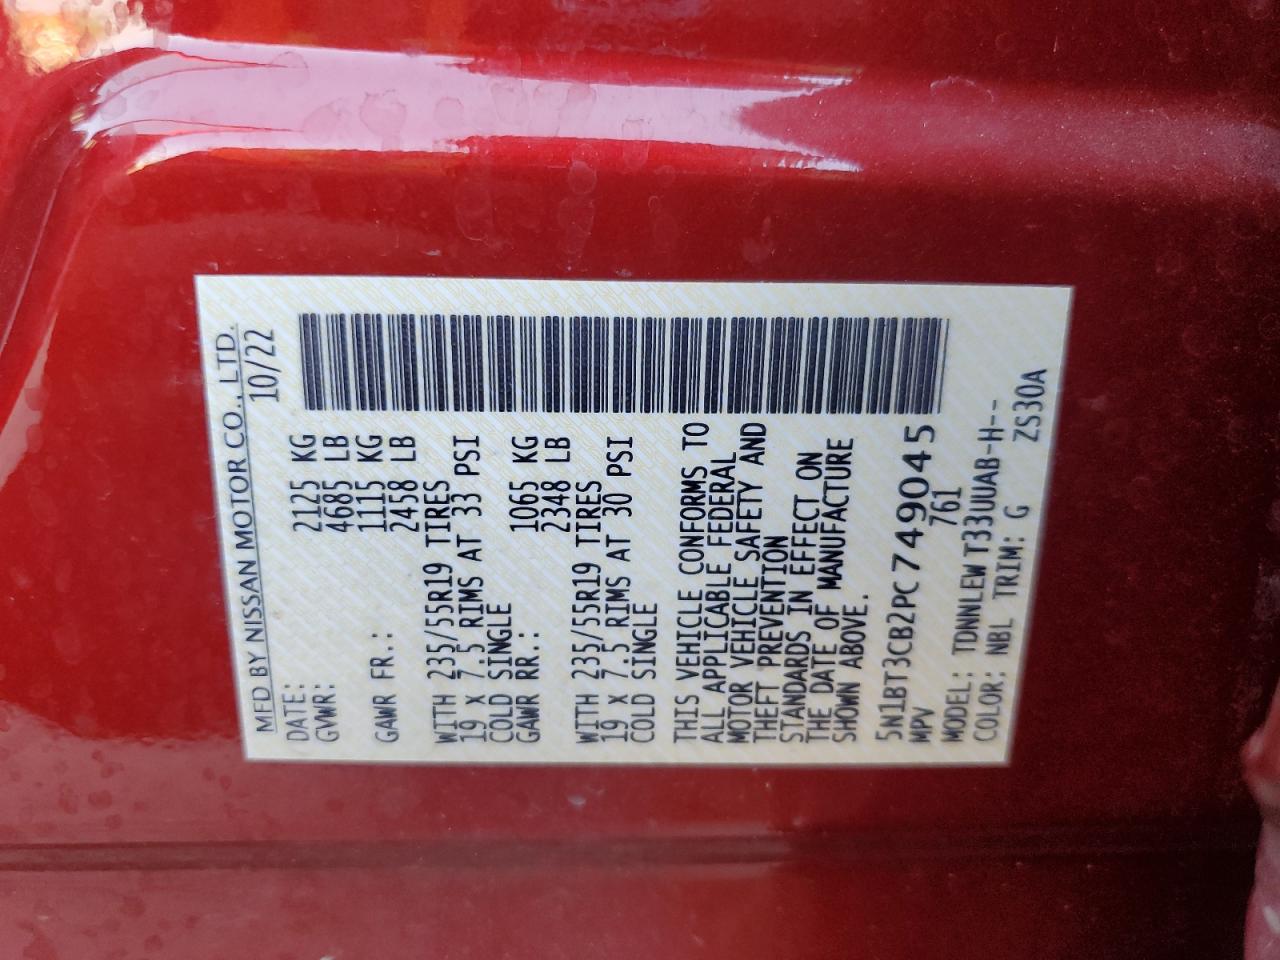 MFD BY NISSAN MOTOR CO., LTD.
DATE: 10/22
GVWR: 2125 KG
4685 LB
GAWR FR.: 1115 KG
2458 LB
WITH 235/55R19 TIRES
19 x 7.5 RIMS AT 33 PSI
COLD SINGLE
GAWR RR.: 1065 KG
2348 LB
WITH 235/55R19 TIRES
19 x 7.5 RIMS AT 30 PSI
COLD SINGLE
THIS VEHICLE CONFORMS TO
ALL APPLICABLE FEDERAL
MOTOR VEHICLE SAFETY AND
THEFT PREVENTION
STANDARDS IN EFFECT ON
THE DATE OF MANUFACTURE
SHOWN ABOVE.
5N1BT3CB2PC749045
MPV 761
MODEL: TDNNLEW T33UUAB-H--
COLOR: NBL TRIM: G ZS30A